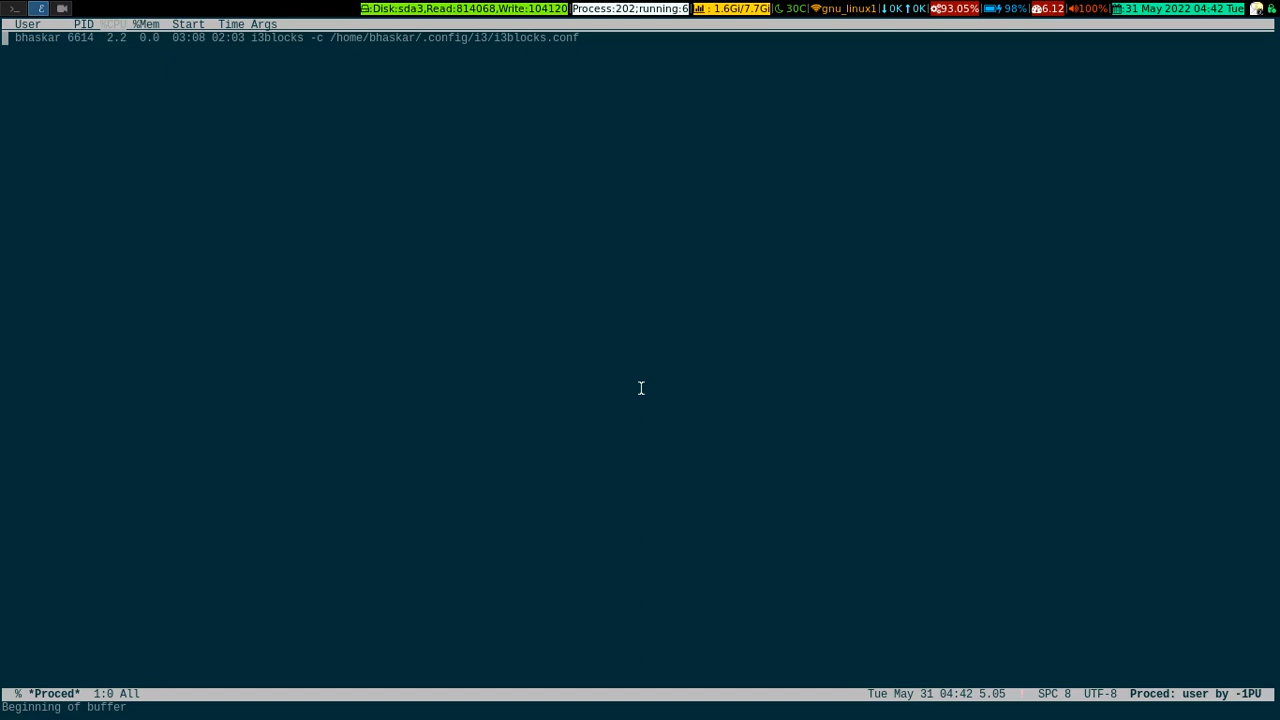 Disk:sda3,Read:814068,Write:104120 Process:202;running:6 : 1.6Gi/7.7Gi 30C gnu_linux1 0K 0K 93.05% 98% 6.12 100% :31 May 2022 04:42 Tue
User PID %CPU %Mem Start Time Args
bhaskar 6614 2.2 0.0 03:08 02:03 i3blocks -c /home/bhaskar/.config/i3/i3blocks.conf
% *Proced* 1:0 All Tue May 31 04:42 5.05 SPC 8 UTF-8 Proced: user by -1PU
Beginning of buffer